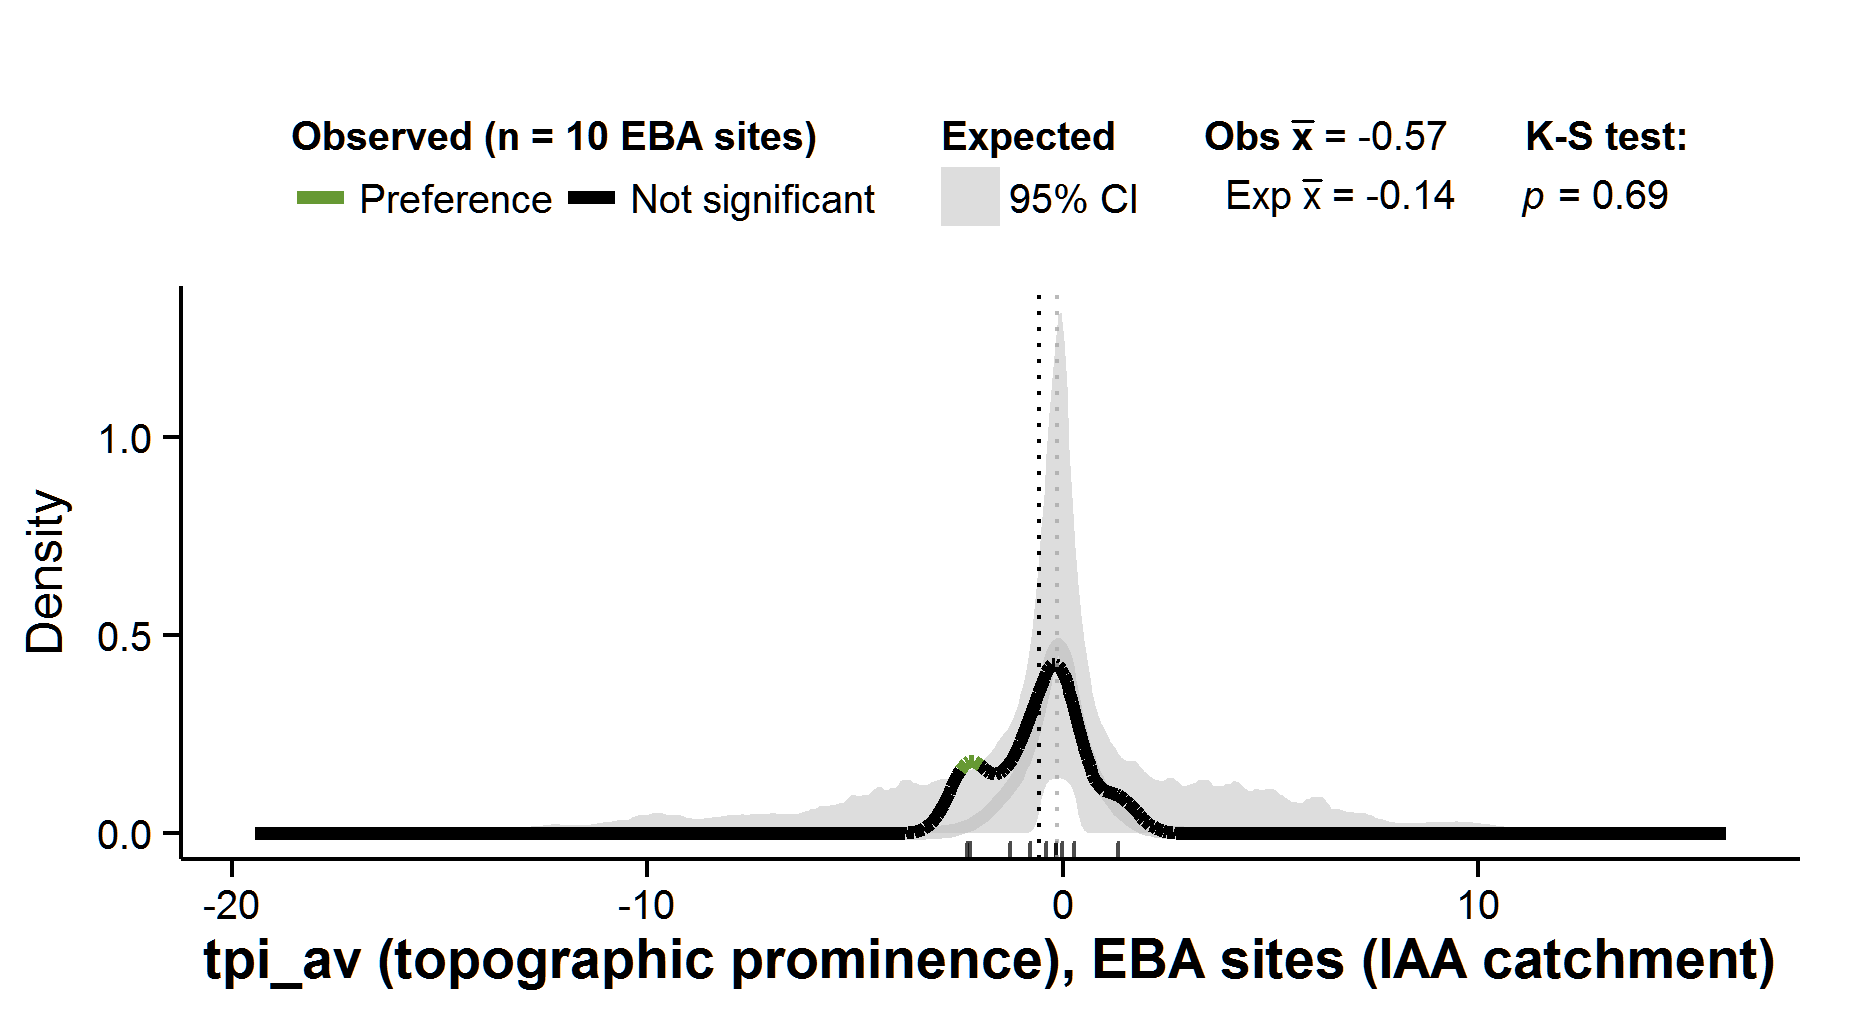 Observed (n = 10 EBA sites) Expected Obs x̅ = -0.57 K-S test:
Preference Not significant 95% CI Exp x̅ = -0.14 p = 0.69
Density
1.0
0.5
0.0
-20 -10 0 10
tpi_av (topographic prominence), EBA sites (IAA catchment)